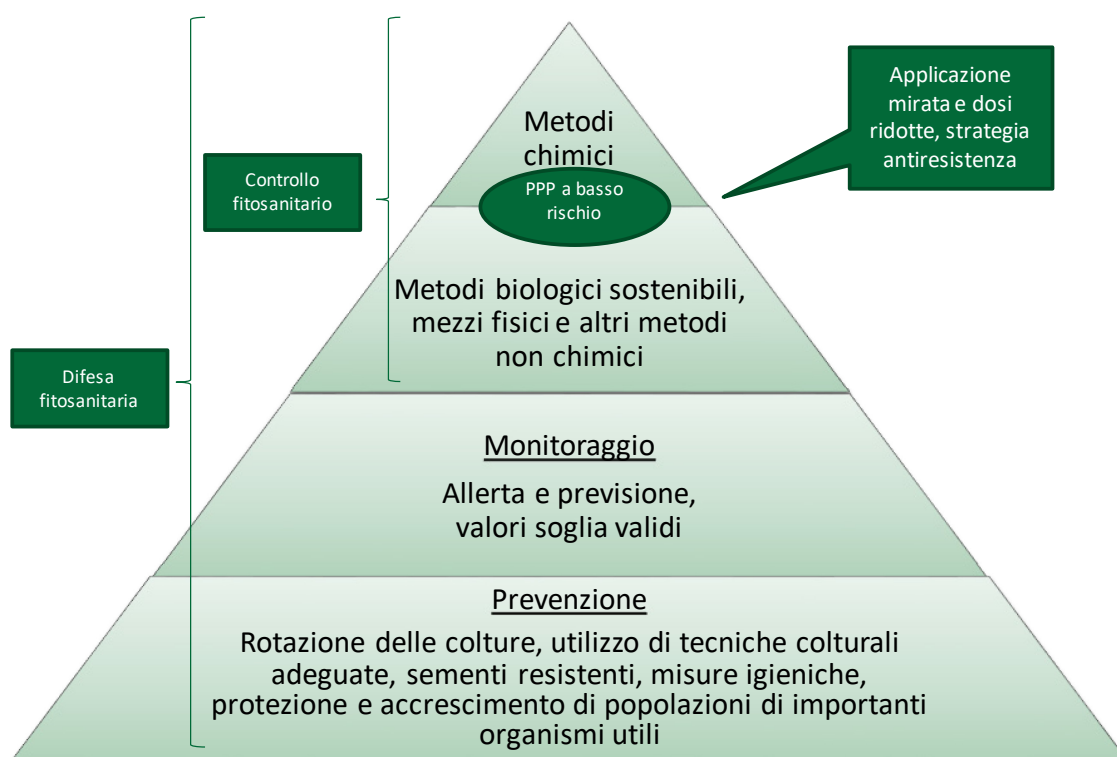 Applicazione
mirata e dosi
ridotte, strategia
antiresistenza
Metodi
chimici
Controllo
fitosanitario
PPP a basso
rischio
Metodi biologici sostenibili,
mezzi fisici e altri metodi
non chimici
Difesa
fitosanitaria
Monitoraggio
Allerta e previsione,
valori soglia validi
Prevenzione
Rotazione delle colture, utilizzo di tecniche colturali
adeguate, sementi resistenti, misure igieniche,
protezione e accrescimento di popolazioni di importanti
organismi utili